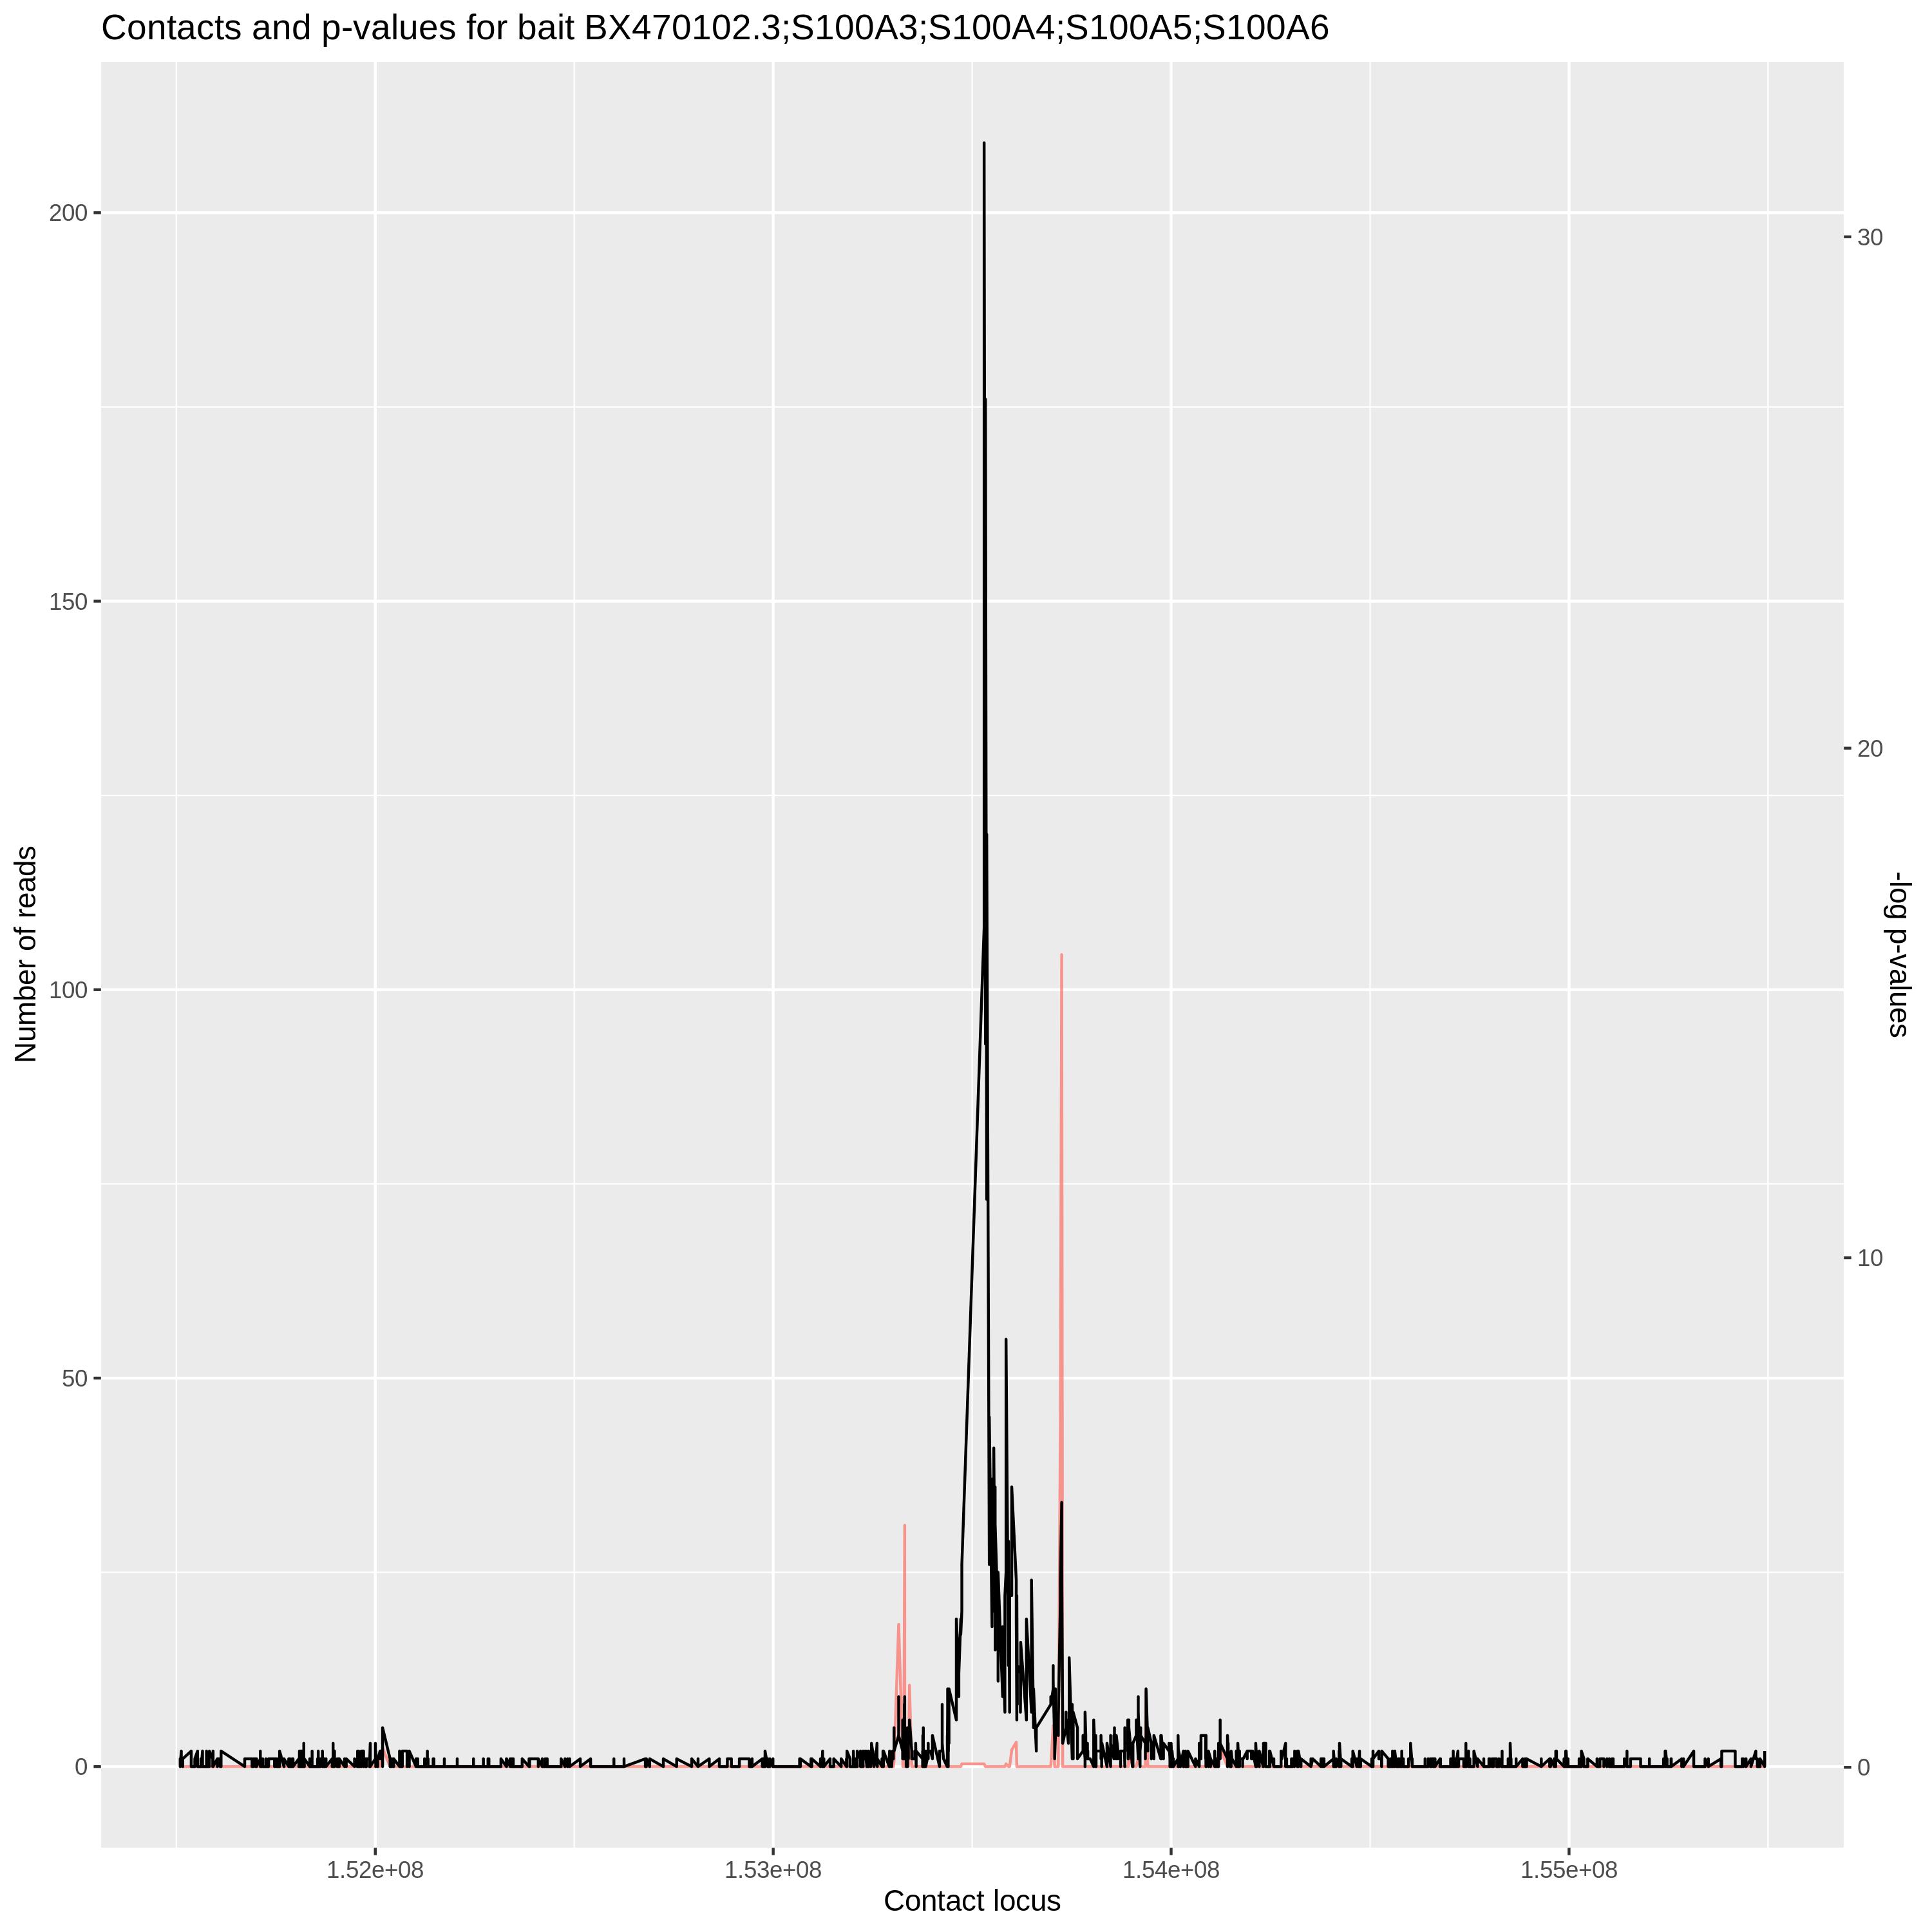 Contacts and p-values for bait BX470102.3;S100A3;S100A4;S100A5;S100A6
200
150
100
50
0
Number of reads
30
20
10
0
-log p-values
1.52e+08
1.53e+08
1.54e+08
1.55e+08
Contact locus